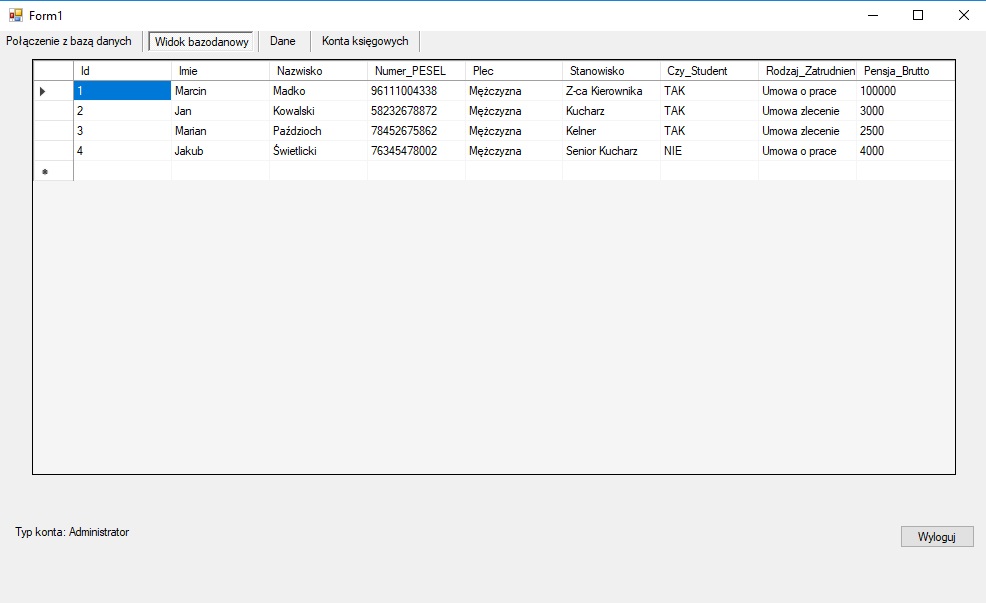 Form1
Połączenie z bazą danych Widok bazodanowy Dane Konta księgowych
Id Imie Nazwisko Numer_PESEL Plec Stanowisko Czy_Student Rodzaj_Zatrudnien Pensja_Brutto
1 Marcin Madko 96111004338 Mężczyzna Z-ca Kierownika TAK Umowa o prace 100000
2 Jan Kowalski 58232678872 Mężczyzna Kucharz TAK Umowa zlecenie 3000
3 Marian Paździoch 78452675862 Mężczyzna Kelner TAK Umowa zlecenie 2500
4 Jakub Świetlicki 76345478002 Mężczyzna Senior Kucharz NIE Umowa o prace 4000
Typ konta: Administrator
Wyloguj